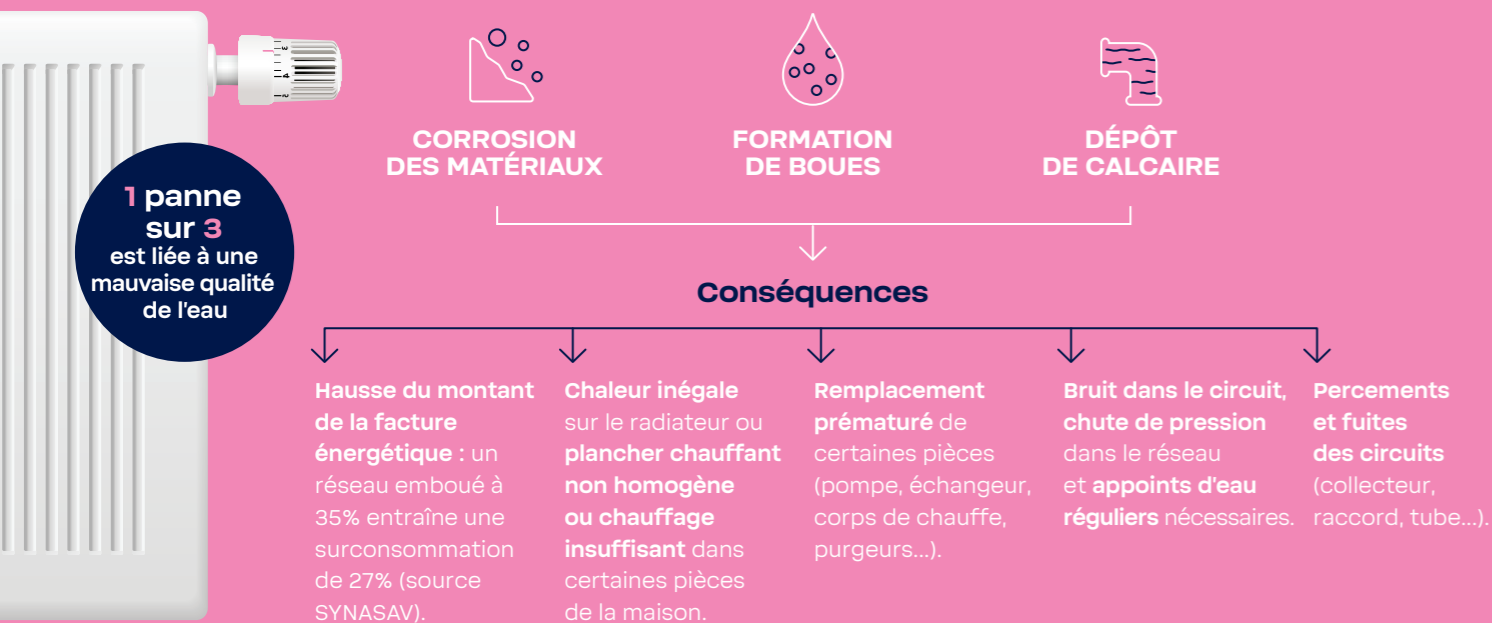 CORROSION
DES MATÉRIAUX
FORMATION
DE BOUES
DÉPÔT
DE CALCAIRE
1 panne
sur 3
est liée à une
mauvaise qualité
de l'eau
Conséquences
Hausse du montant
de la facture
énergétique : un
réseau emboué à
35% entraîne une
surconsommation
de 27% (source
SYNASAV).
Chaleur inégale
sur le radiateur ou
plancher chauffant
non homogène
ou chauffage
insuffisant dans
certaines pièces
de la maison.
Remplacement
prématuré de
certaines pièces
(pompe, échangeur,
corps de chauffe,
purgeurs...).
Bruit dans le circuit,
chute de pression
dans le réseau
et appoints d'eau
réguliers nécessaires.
Percements
et fuites
des circuits
(collecteur,
raccord, tube...).